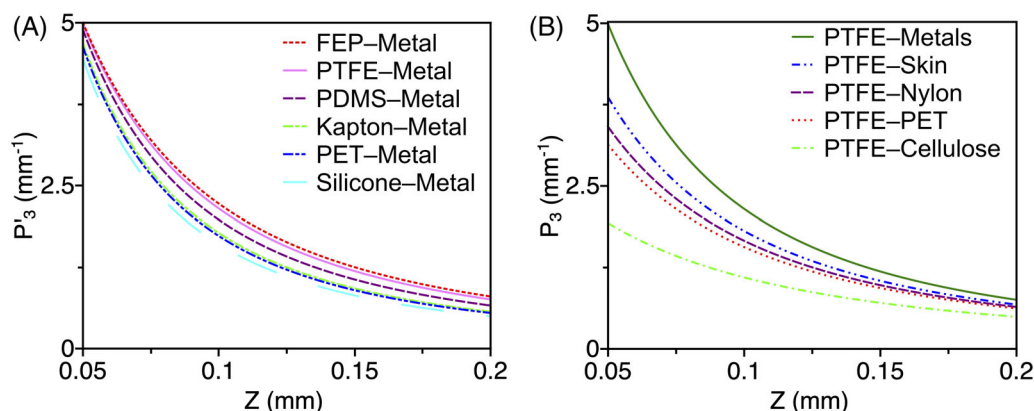 (A)
5
2.5
0
P'₃ (mm⁻¹)
FEP–Metal
PTFE–Metal
PDMS–Metal
Kapton–Metal
PET–Metal
Silicone–Metal
0.05 0.1 0.15 0.2
Z (mm)
(B)
5
2.5
0
P₃ (mm⁻¹)
PTFE–Metals
PTFE–Skin
PTFE–Nylon
PTFE–PET
PTFE–Cellulose
0.05 0.1 0.15 0.2
Z (mm)